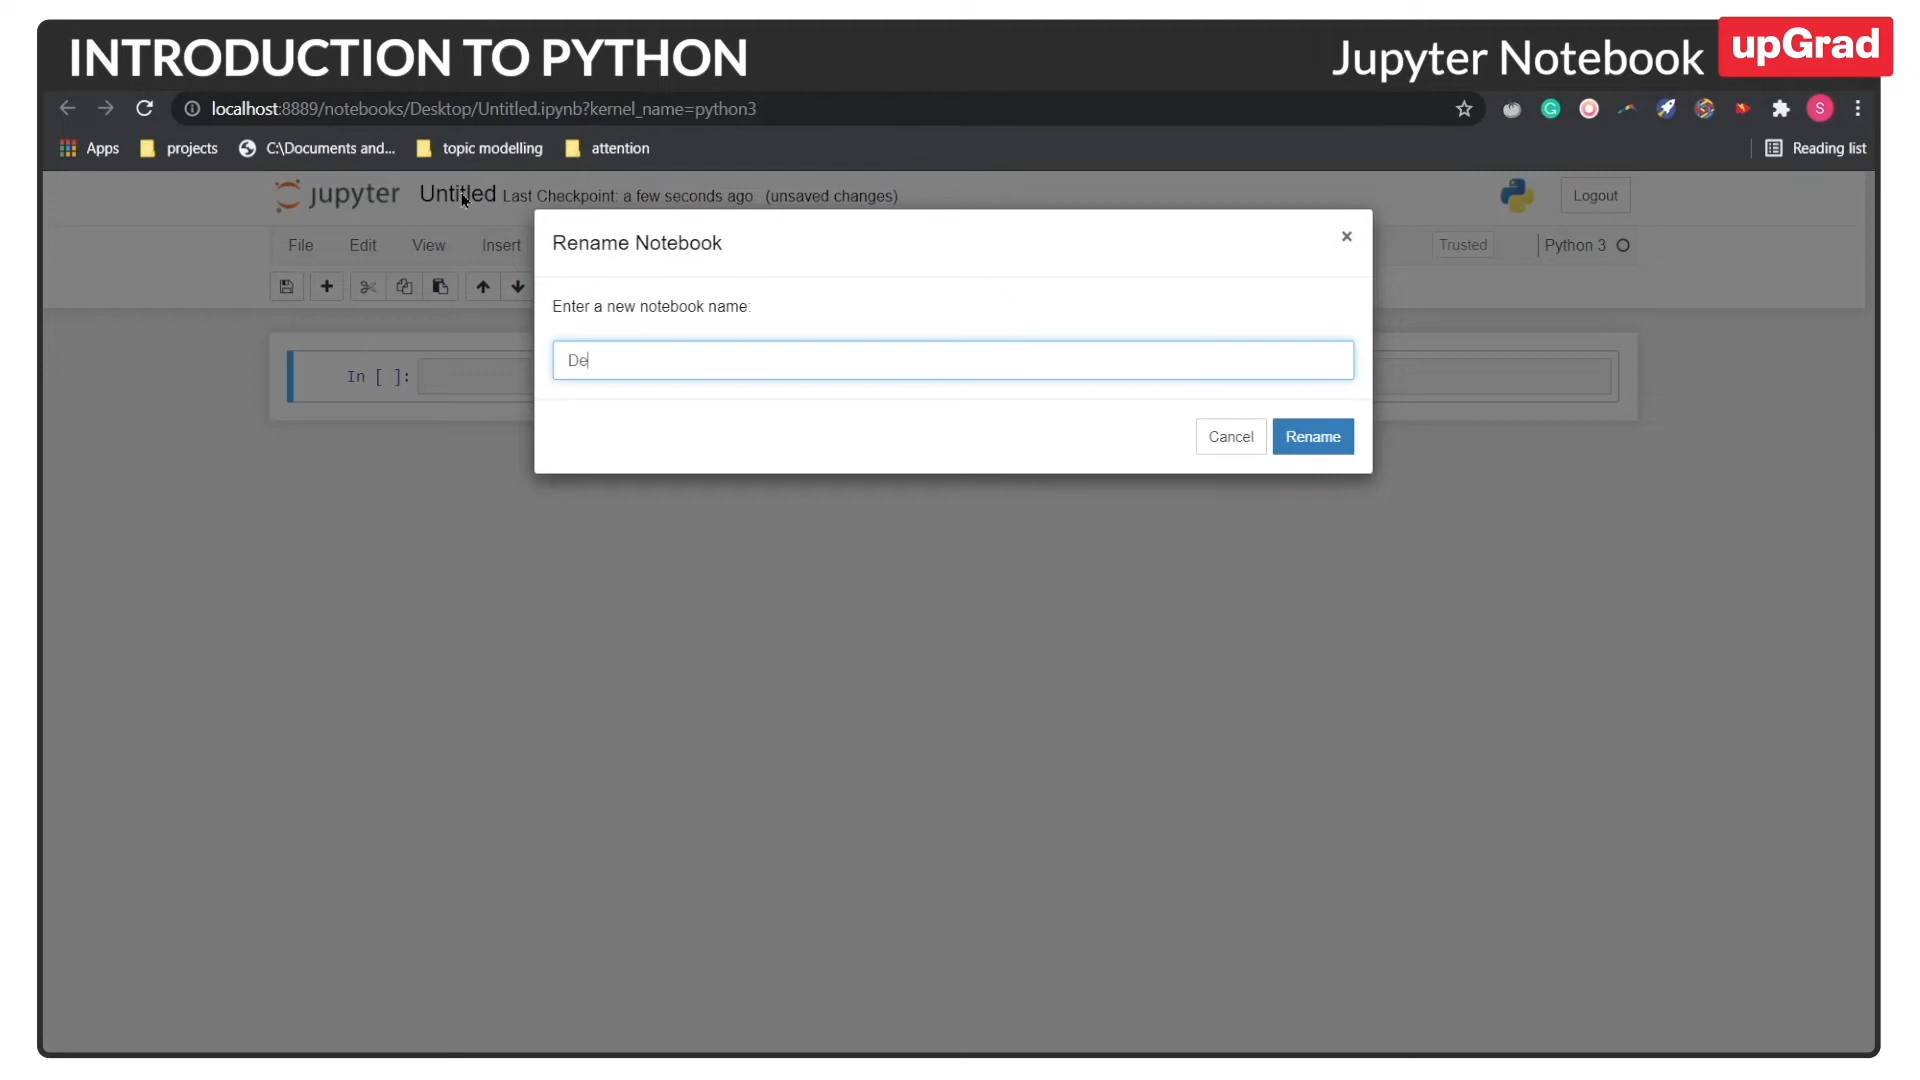 INTRODUCTION TO PYTHON
Jupyter Notebook
upGrad
localhost:8889/notebooks/Desktop/Untitled.ipynb?kernel_name=python3
G
S
Apps
projects
C:\Documents and...
topic modelling
attention
Reading list
jupyter
Untitled Last Checkpoint: a few seconds ago (unsaved changes)
Logout
File
Edit
View
Insert
Trusted
Python 3
Rename Notebook
×
Enter a new notebook name:
De
In [ ]:
Cancel
Rename